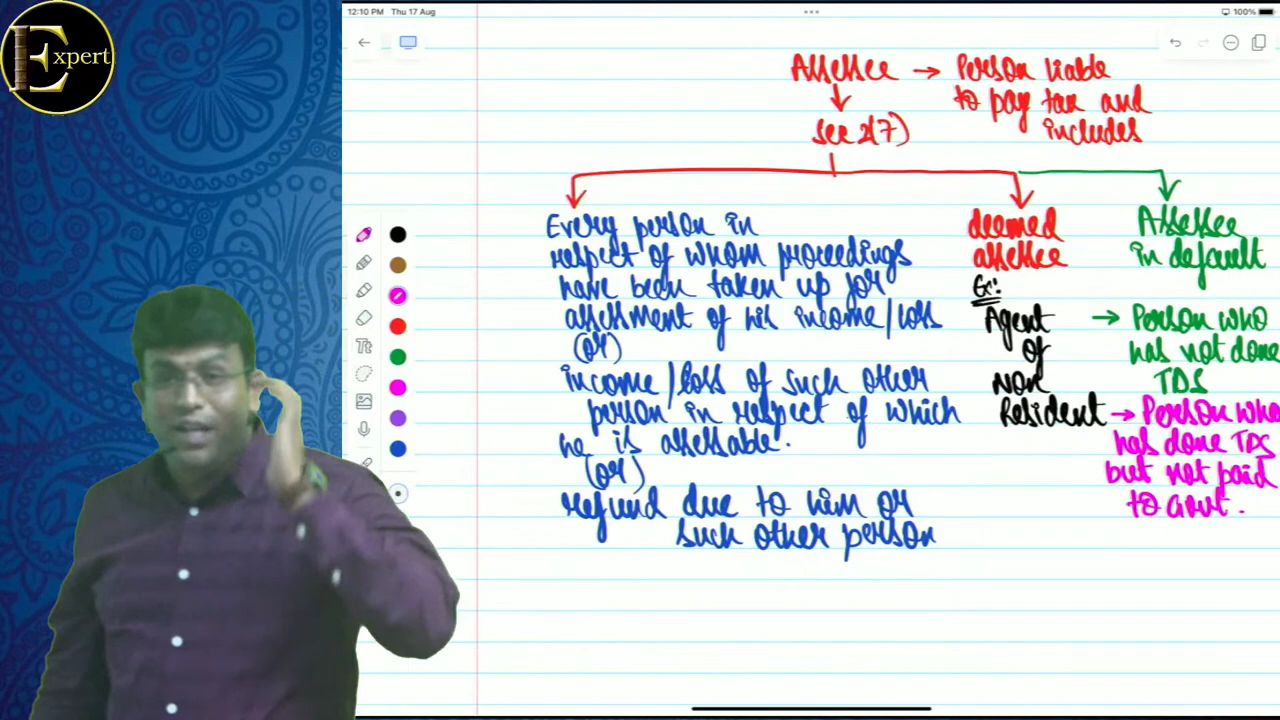 Expert
12:10 PM Thu 17 Aug
100%
Assessee → Person liable
to pay tax and
includes
sec 2(7)
Every person in
respect of whom proceedings
have been taken up for
assessment of his income/loss
(or)
income/loss of such other
person in respect of which
he is assessable.
(or)
refund due to him or
such other person
deemed
assessee
Ex:
Agent
of
Non
Resident
Assessee
in default
→ Person who
has not done
TDS
→ Person who
has done TDS
but not paid
to Govt.
Tt